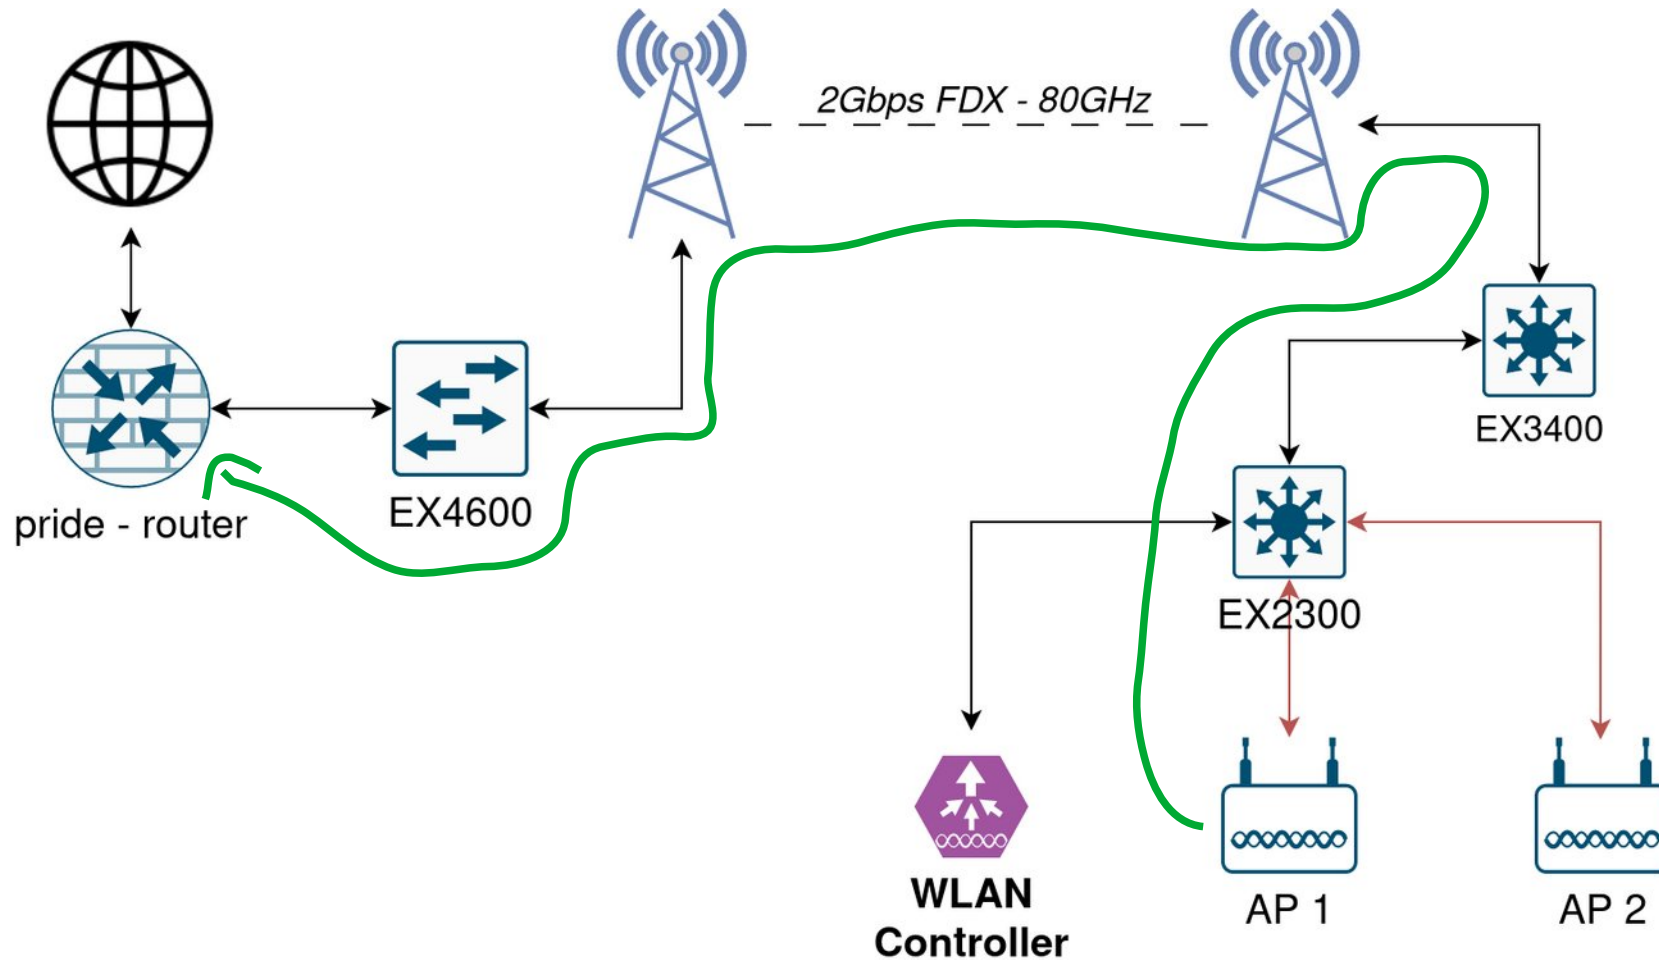 2Gbps FDX - 80GHz
pride - router
EX4600
EX3400
EX2300
WLAN
Controller
AP 1
AP 2